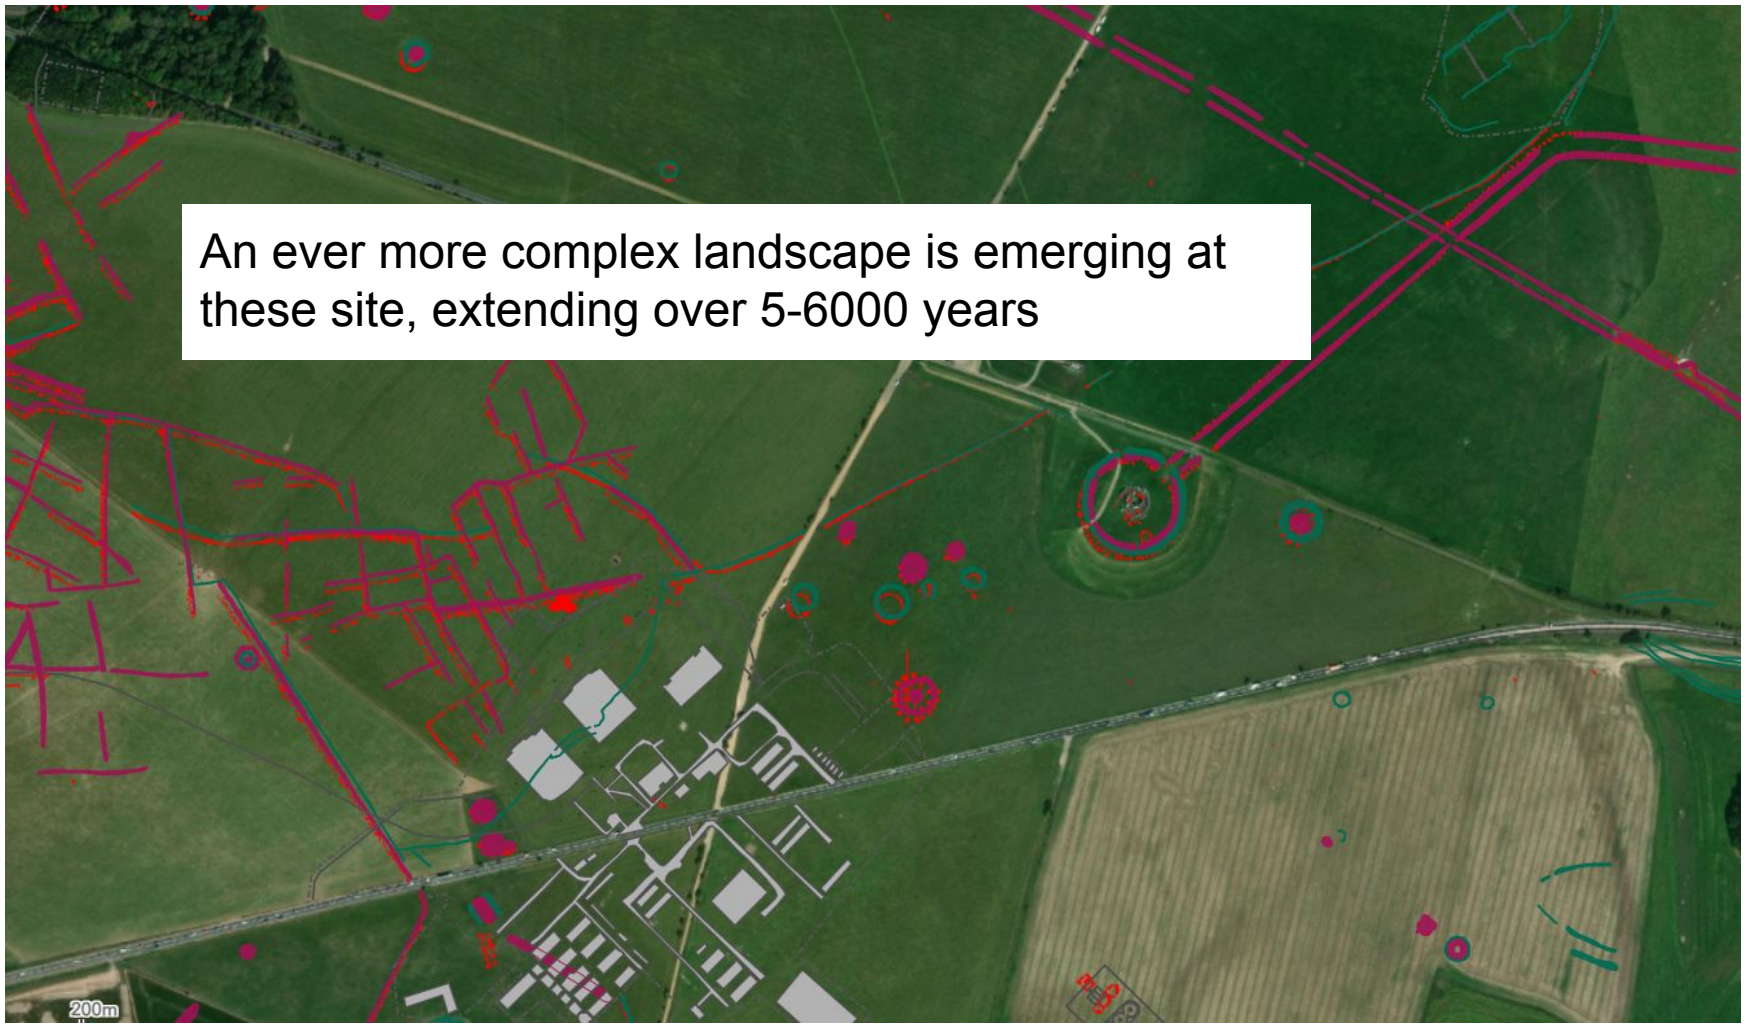 An ever more complex landscape is emerging at
these site, extending over 5-6000 years
200m